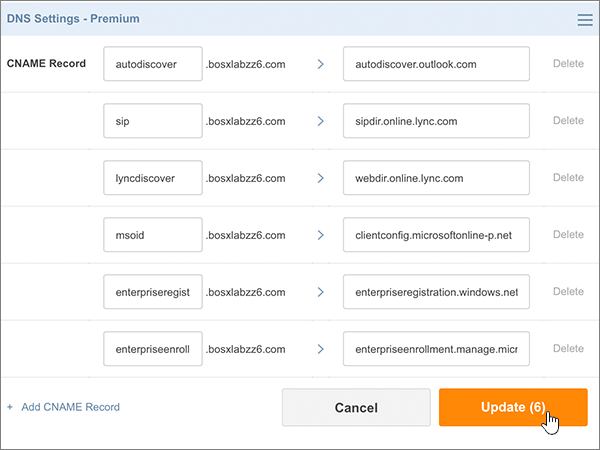 DNS Settings - Premium
CNAME Record autodiscover .bosxlabzz6.com > autodiscover.outlook.com Delete
sip .bosxlabzz6.com > sipdir.online.lync.com Delete
lyncdiscover .bosxlabzz6.com > webdir.online.lync.com Delete
msoid .bosxlabzz6.com > clientconfig.microsoftonline-p.net Delete
enterpriseregist .bosxlabzz6.com > enterpriseregistration.windows.net Delete
enterpriseenroll .bosxlabzz6.com > enterpriseenrollment.manage.micr Delete
+ Add CNAME Record Cancel Update (6)